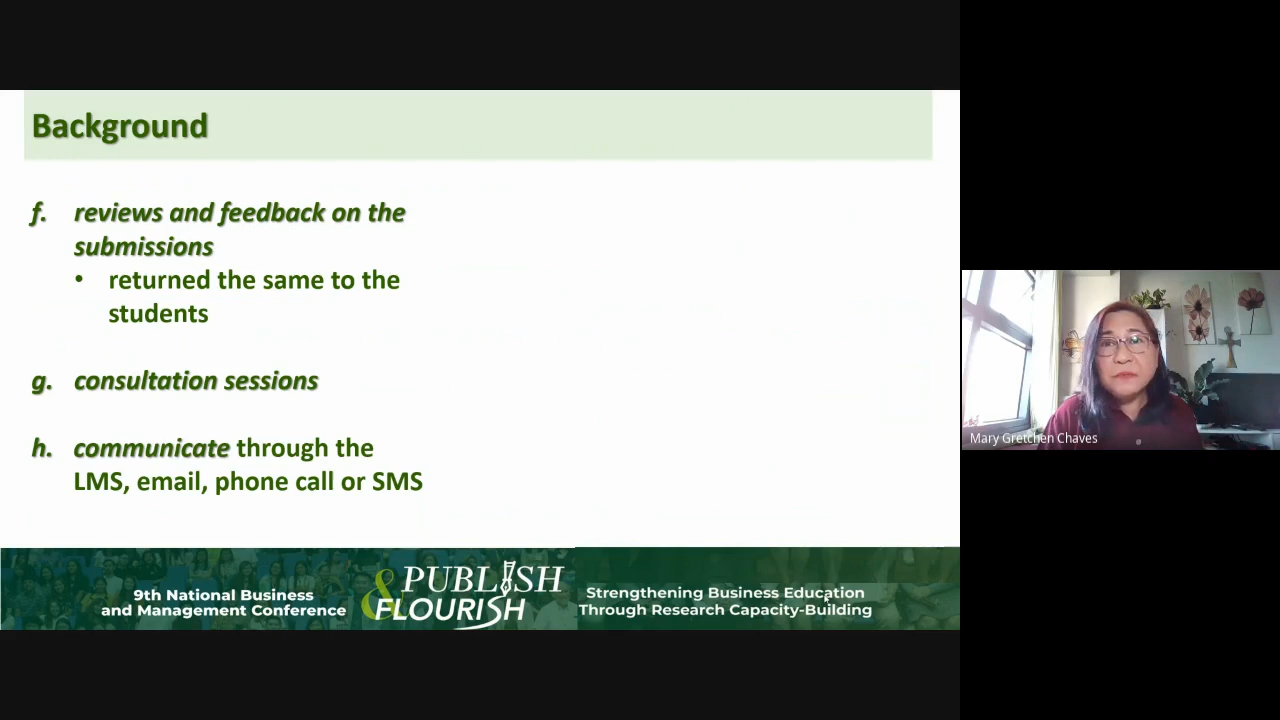 Background
f. reviews and feedback on the
submissions
• returned the same to the
students
g. consultation sessions
h. communicate through the
LMS, email, phone call or SMS
9th National Business
and Management Conference
PUBLISH
& FLOURISH
Strengthening Business Education
Through Research Capacity-Building
Mary Gretchen Chaves